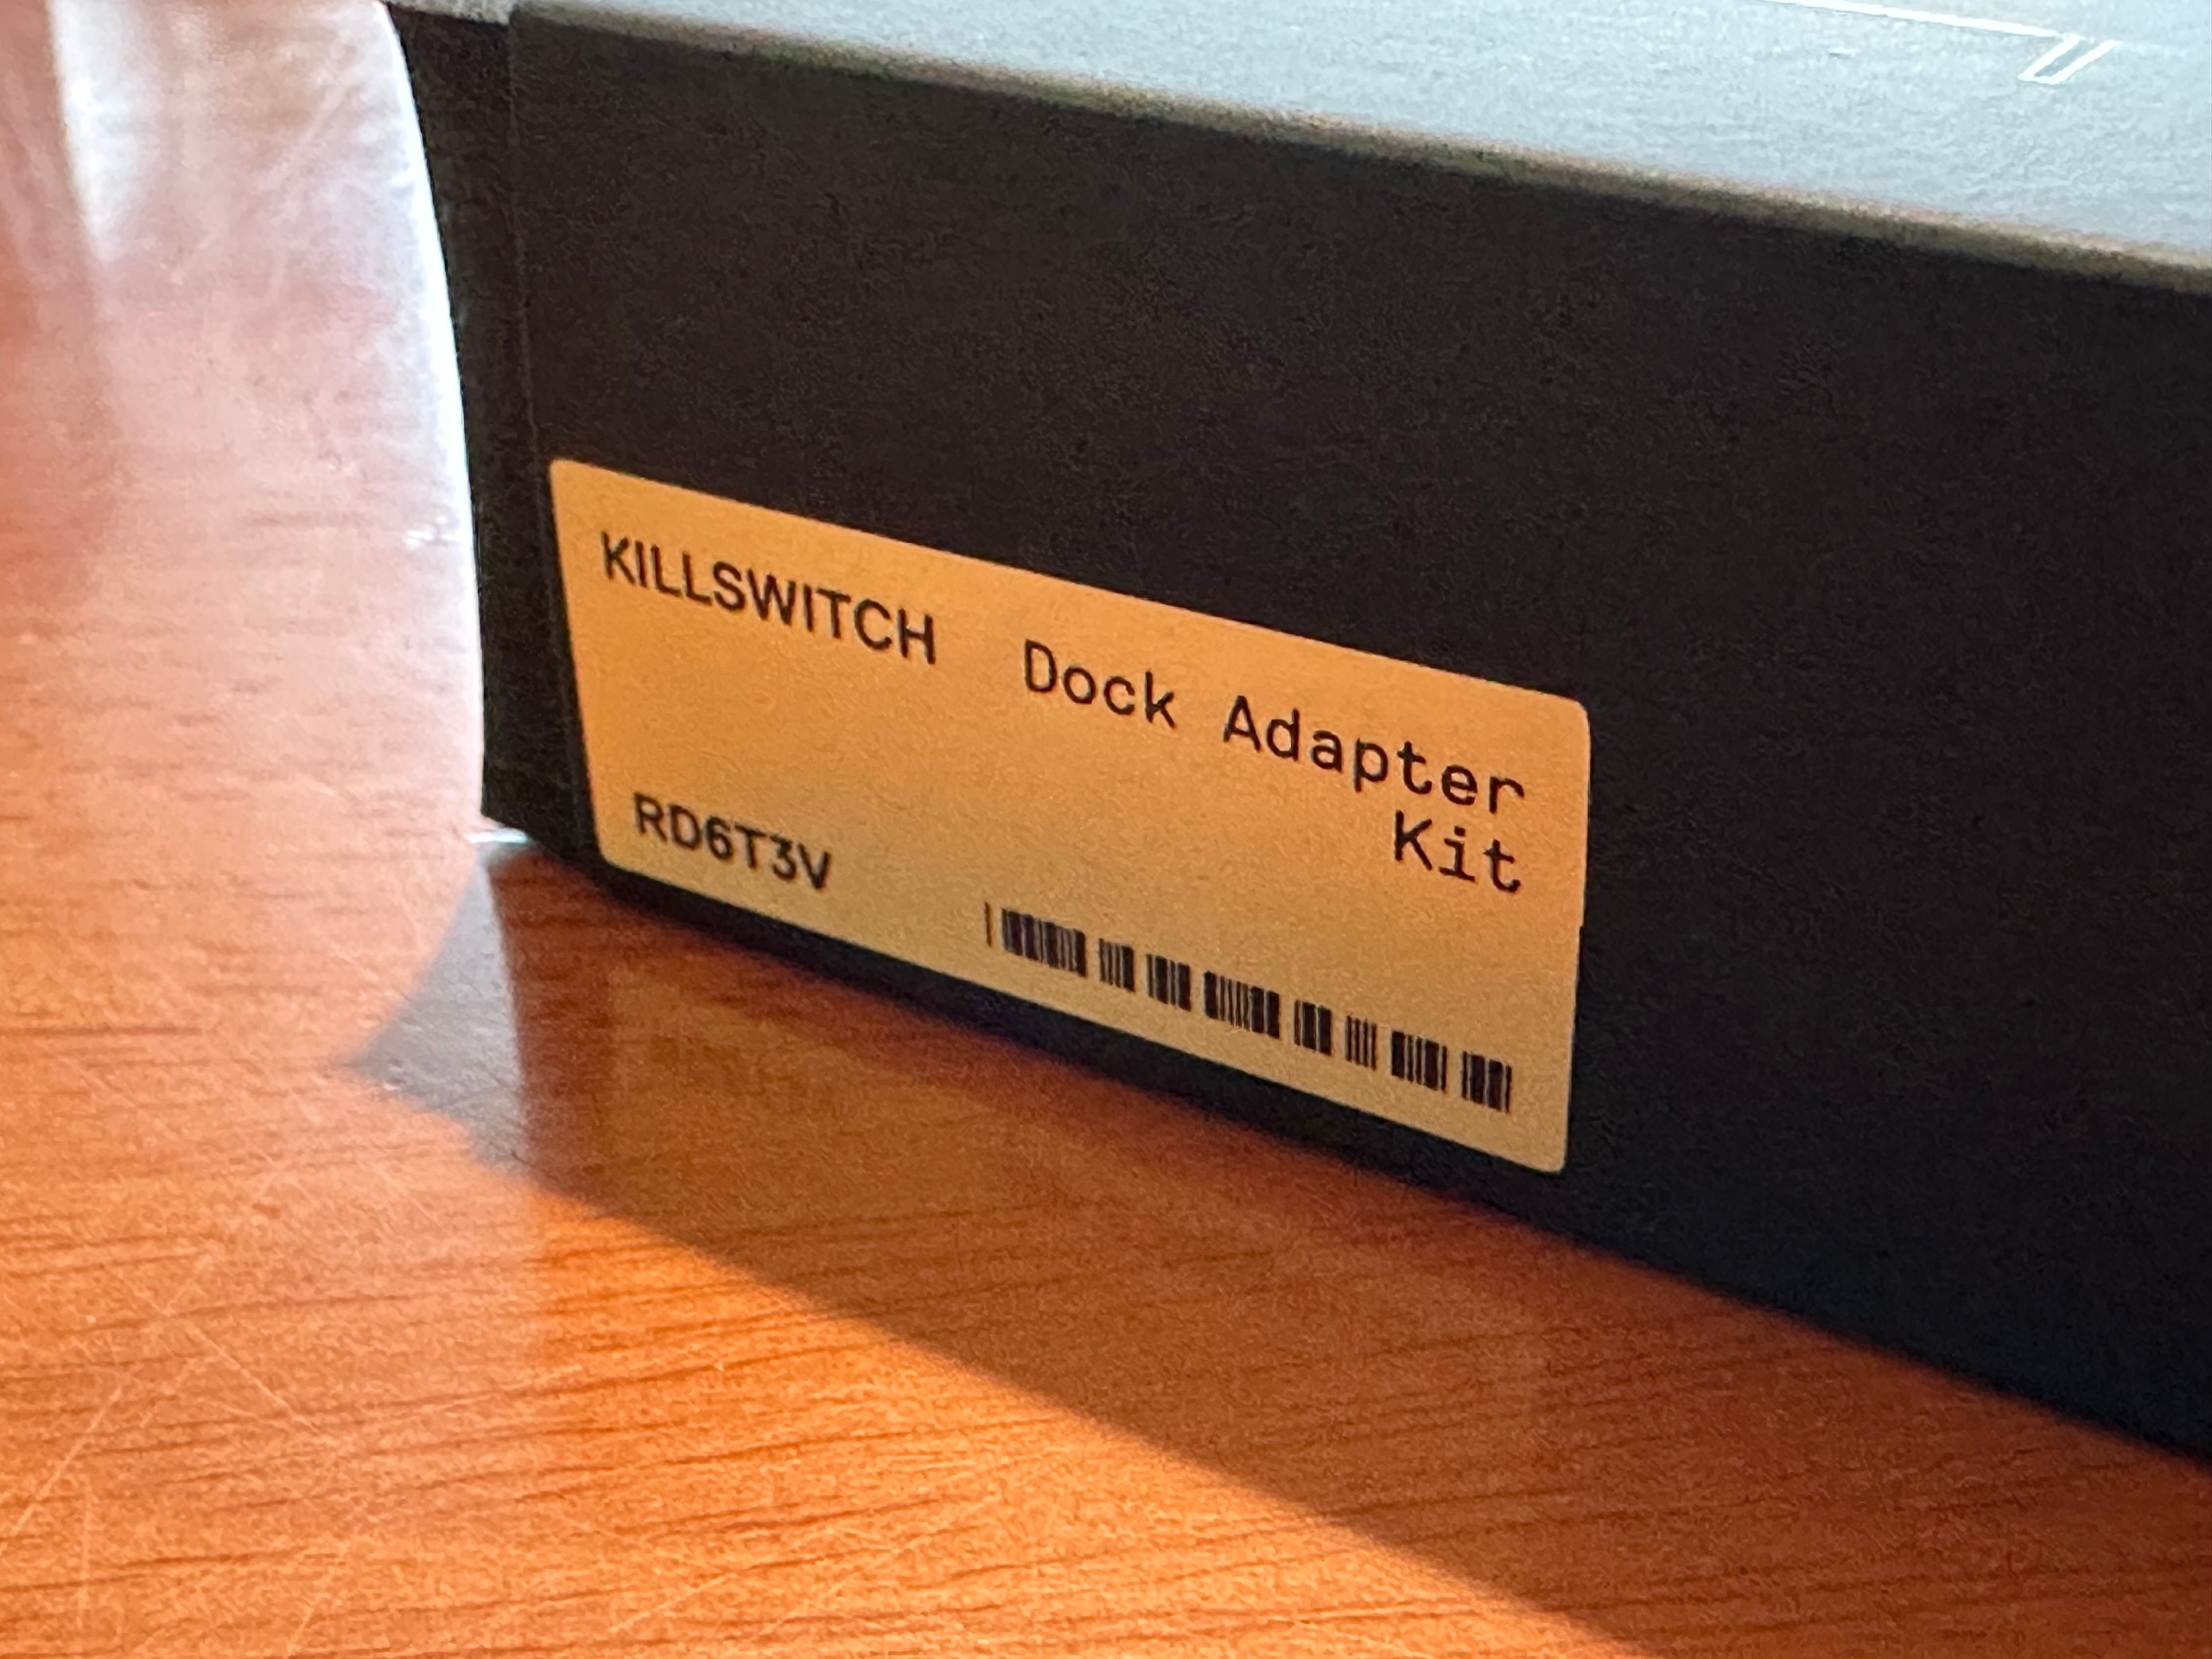 KILLSWITCH Dock Adapter
Kit
RD6T3V